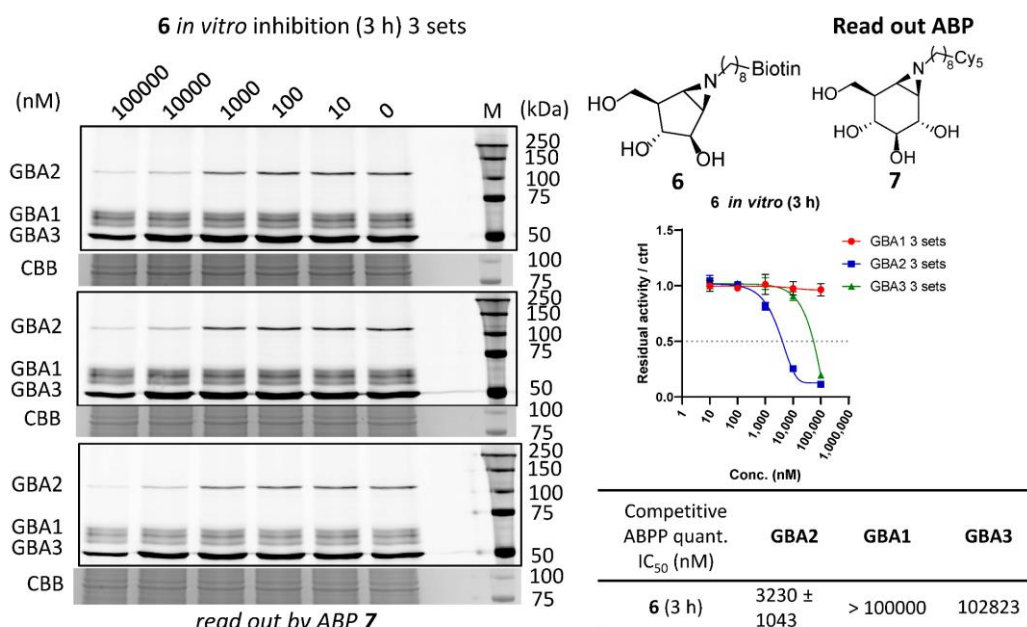 6 in vitro inhibition (3 h) 3 sets
(nM) 100000 10000 1000 100 10 0 M (kDa)
GBA2
GBA1
GBA3
CBB
250
150
100
75
50
100
75
GBA2
GBA1
GBA3
CBB
250
150
100
75
50
100
75
GBA2
GBA1
GBA3
CBB
250
150
100
75
50
100
75
read out by ABP 7
Read out ABP
N ( )8 Biotin
HO
HO
OH
6
N ( )8 Cy5
HO
HO
OH
OH
7
6 in vitro (3 h)
Residual activity / ctrl
1.5
1.0
0.5
0.0
1 10 100 1,000 10,000 100,000 1,000,000
Conc. (nM)
GBA1 3 sets
GBA2 3 sets
GBA3 3 sets
Competitive ABPP quant. IC50 (nM) GBA2 GBA1 GBA3
6 (3 h) 3230 ± 1043 > 100000 102823